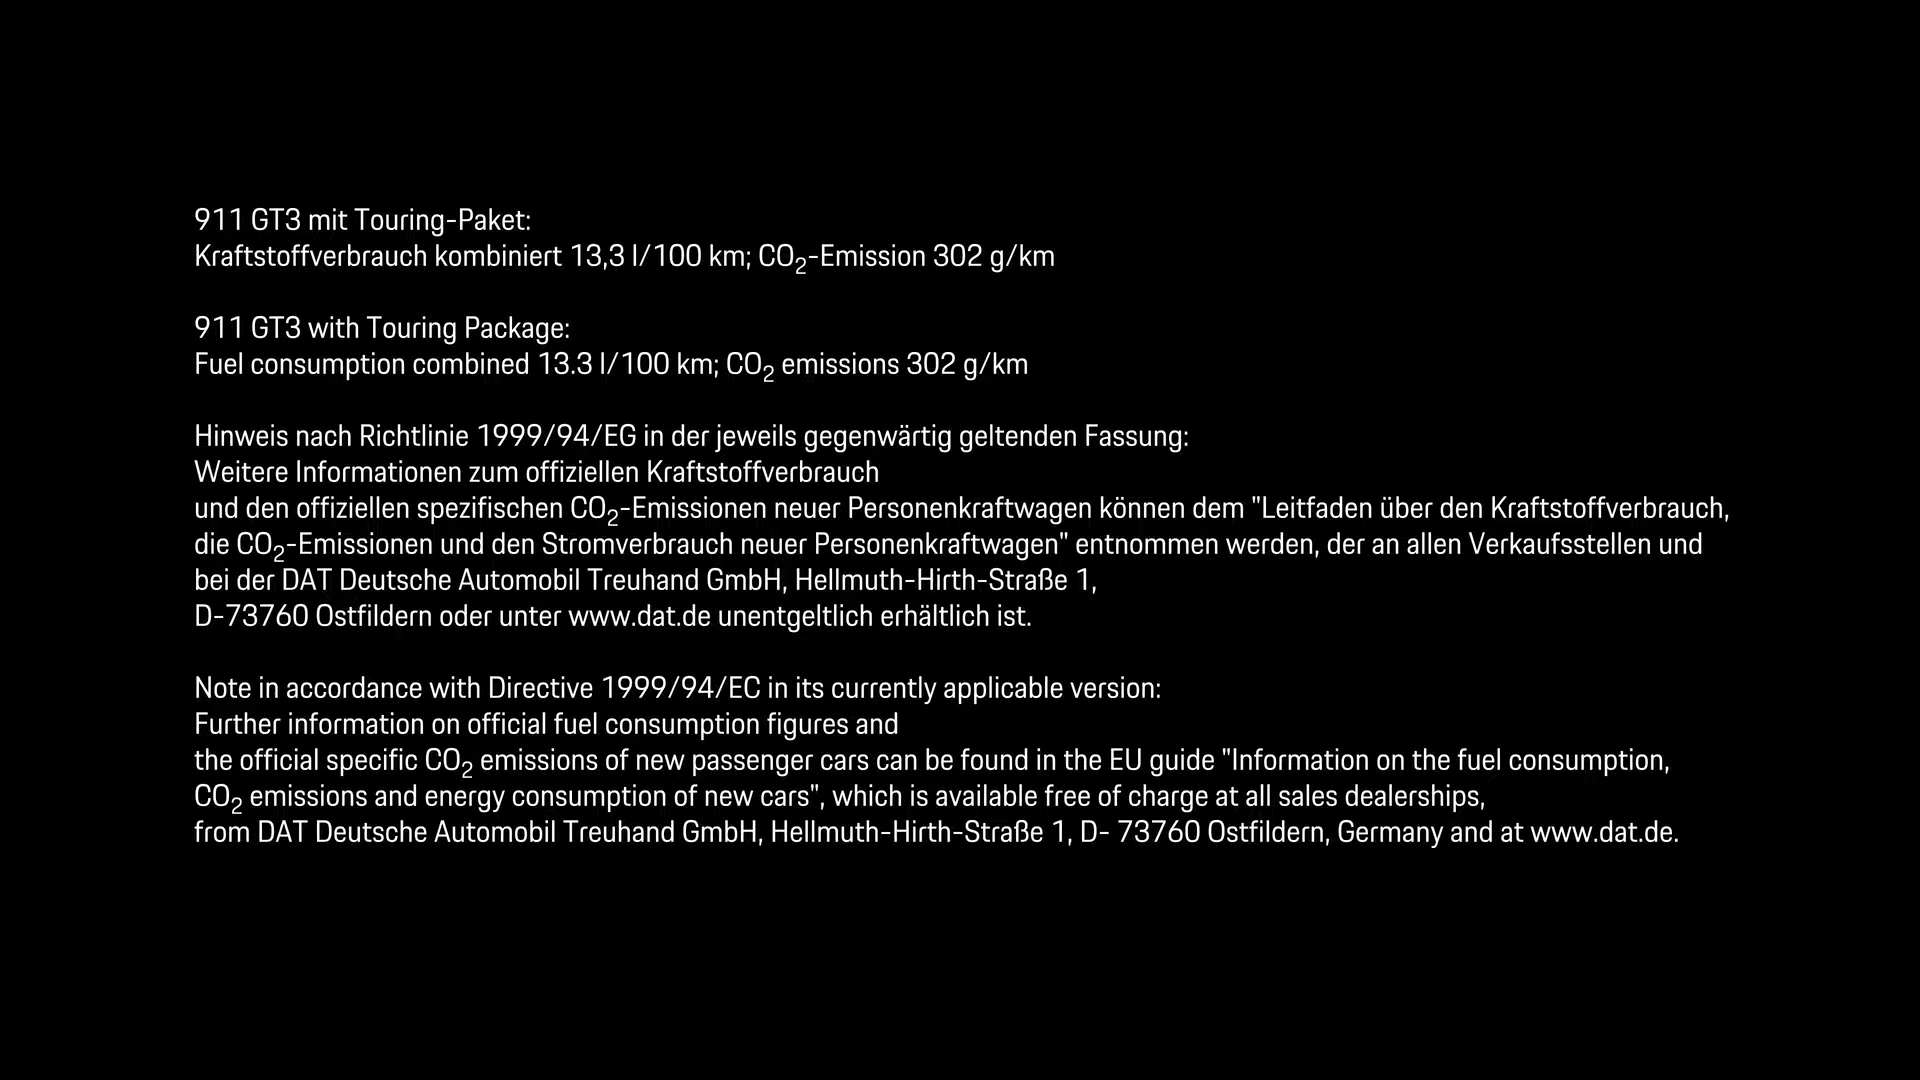 911 GT3 mit Touring-Paket:
Kraftstoffverbrauch kombiniert 13,3 l/100 km; CO₂-Emission 302 g/km
911 GT3 with Touring Package:
Fuel consumption combined 13.3 l/100 km; CO₂ emissions 302 g/km
Hinweis nach Richtlinie 1999/94/EG in der jeweils gegenwärtig geltenden Fassung:
Weitere Informationen zum offiziellen Kraftstoffverbrauch
und den offiziellen spezifischen CO₂-Emissionen neuer Personenkraftwagen können dem "Leitfaden über den Kraftstoffverbrauch,
die CO₂-Emissionen und den Stromverbrauch neuer Personenkraftwagen" entnommen werden, der an allen Verkaufsstellen und
bei der DAT Deutsche Automobil Treuhand GmbH, Hellmuth-Hirth-Straße 1,
D-73760 Ostfildern oder unter www.dat.de unentgeltlich erhältlich ist.
Note in accordance with Directive 1999/94/EC in its currently applicable version:
Further information on official fuel consumption figures and
the official specific CO₂ emissions of new passenger cars can be found in the EU guide "Information on the fuel consumption,
CO₂ emissions and energy consumption of new cars", which is available free of charge at all sales dealerships,
from DAT Deutsche Automobil Treuhand GmbH, Hellmuth-Hirth-Straße 1, D- 73760 Ostfildern, Germany and at www.dat.de.